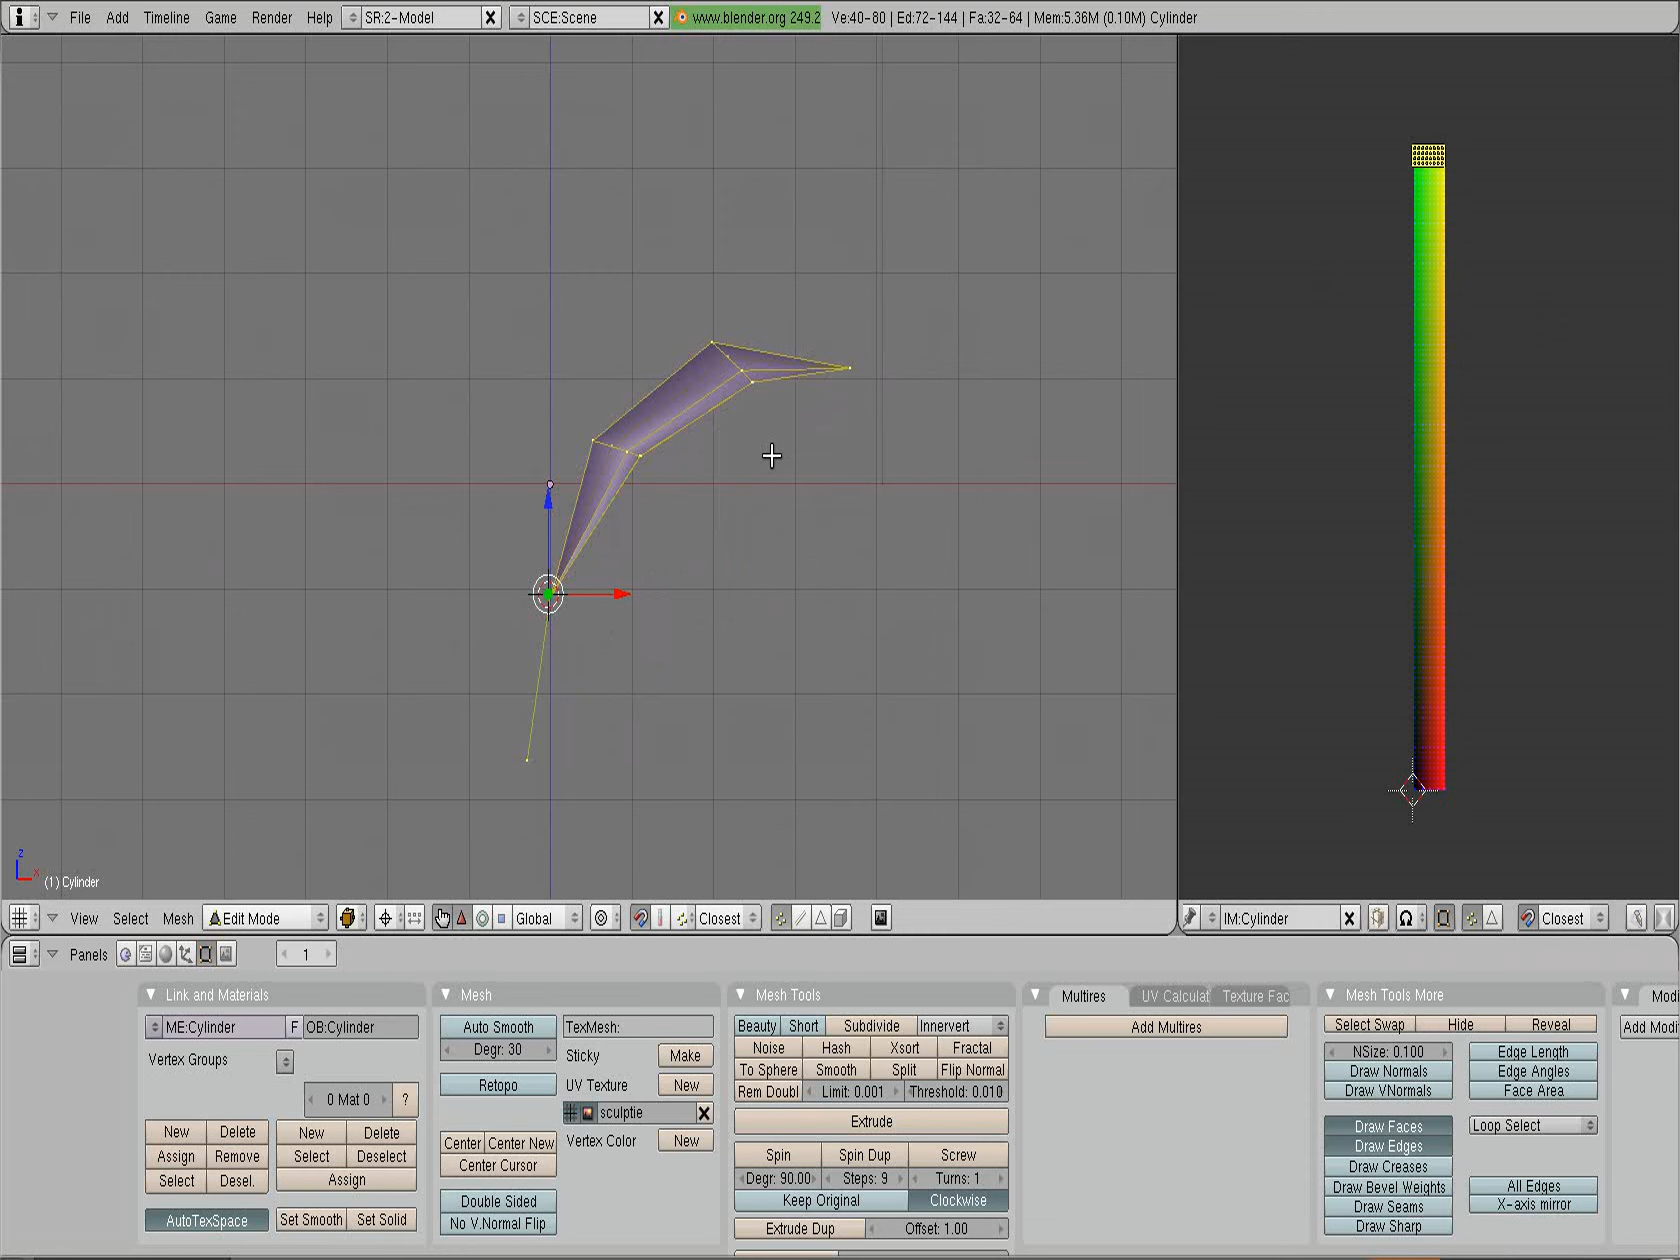 File Add Timeline Game Render Help SR:2-Model SCE:Scene www.blender.org 249.2 Ve:40-80 | Ed:72-144 | Fa:32-64 | Mem:5.36M (0.10M) Cylinder
z
x
(1) Cylinder
View Select Mesh Edit Mode Global Closest
IM:Cylinder Closest
Panels 1
Link and Materials
ME:Cylinder F OB:Cylinder
Vertex Groups
0 Mat 0 ?
New Delete New Delete
Assign Remove Select Deselect
Select Desel. Assign
AutoTexSpace Set Smooth Set Solid
Mesh
Auto Smooth TexMesh:
Degr: 30
Sticky Make
Retopo UV Texture New
sculptie
Center Center New Vertex Color New
Center Cursor
Double Sided
No V.Normal Flip
Mesh Tools
Beauty Short Subdivide Innervert
Noise Hash Xsort Fractal
To Sphere Smooth Split Flip Normal
Rem Doubl Limit: 0.001 Threshold: 0.010
Extrude
Spin Spin Dup Screw
Degr: 90.00 Steps: 9 Turns: 1
Keep Original Clockwise
Extrude Dup Offset: 1.00
Multires UV Calculat Texture Fac
Add Multires
Mesh Tools More
Select Swap Hide Reveal
NSize: 0.100 Edge Length
Draw Normals Edge Angles
Draw VNormals Face Area
Draw Faces Loop Select
Draw Edges
Draw Creases
Draw Bevel Weights All Edges
Draw Seams X-axis mirror
Draw Sharp
Modi
Add Modi